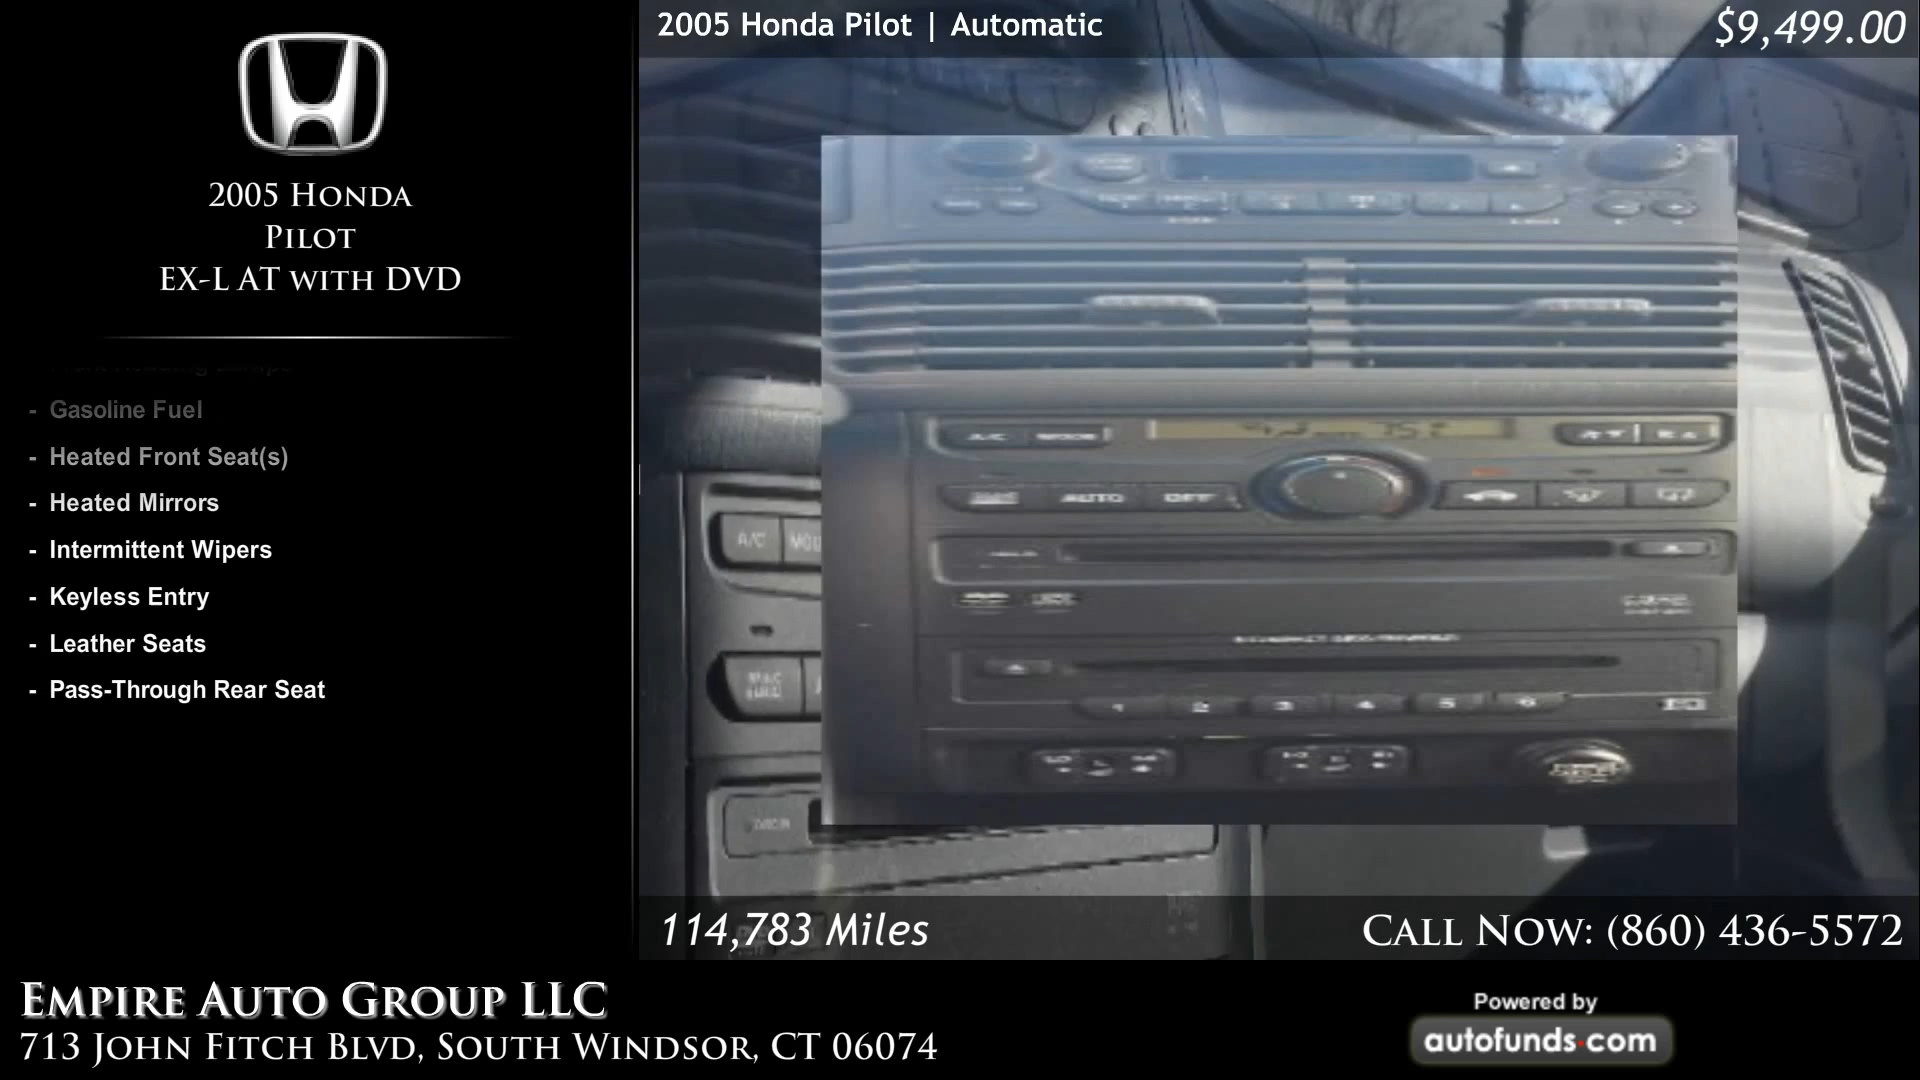 2005 Honda
Pilot
EX-L AT with DVD
- Gasoline Fuel
- Heated Front Seat(s)
- Heated Mirrors
- Intermittent Wipers
- Keyless Entry
- Leather Seats
- Pass-Through Rear Seat
2005 Honda Pilot | Automatic
$9,499.00
A/C
AUTO OFF
A/C
1 2 3 4 5 6
114,783 Miles
Call Now: (860) 436-5572
Empire Auto Group LLC
713 John Fitch Blvd, South Windsor, CT 06074
Powered by
autofunds.com